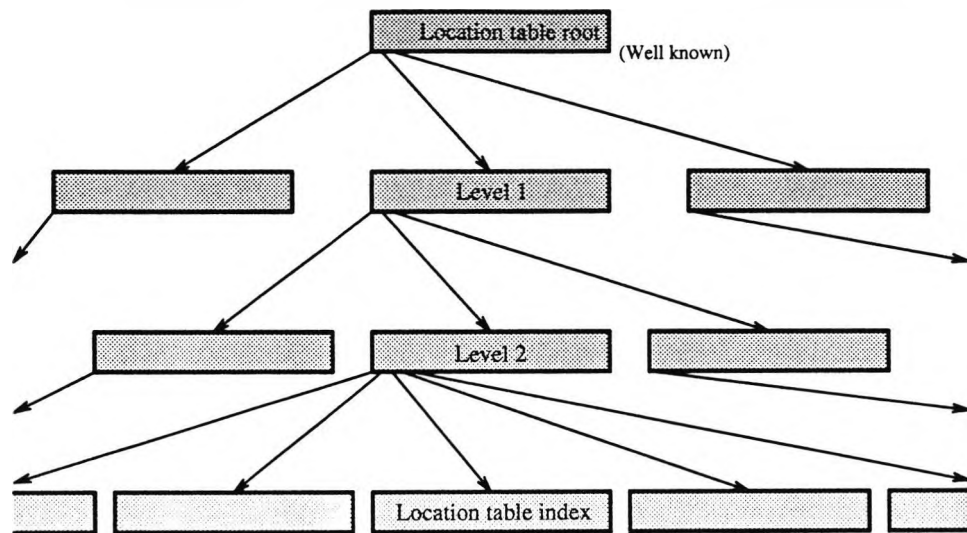 Location table root
(Well known)
Level 1
Level 2
Location table index